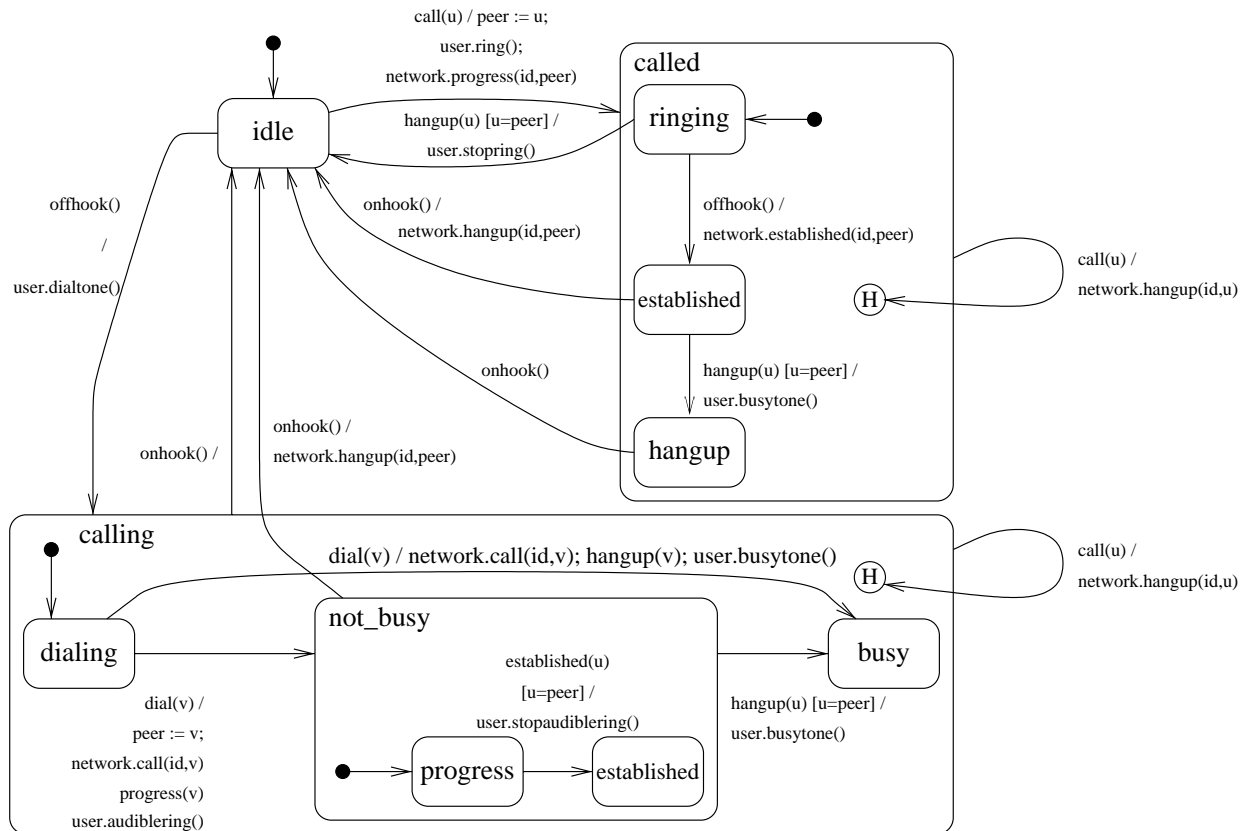 call(u) / peer := u;
user.ring();
network.progress(id,peer)
called
idle
ringing
hangup(u) [u=peer] /
user.stopring()
offhook()
/
user.dialtone()
onhook() /
network.hangup(id,peer)
offhook() /
network.established(id,peer)
call(u) /
network.hangup(id,u)
established
H
onhook()
hangup(u) [u=peer] /
user.busytone()
hangup
onhook() /
onhook() /
network.hangup(id,peer)
calling
dial(v) / network.call(id,v); hangup(v); user.busytone()
H
call(u) /
network.hangup(id,u)
not_busy
dialing
busy
established(u)
[u=peer] /
user.stopaudiblering()
dial(v) /
peer := v;
network.call(id,v)
progress(v)
user.audiblering()
hangup(u) [u=peer] /
user.busytone()
progress
established